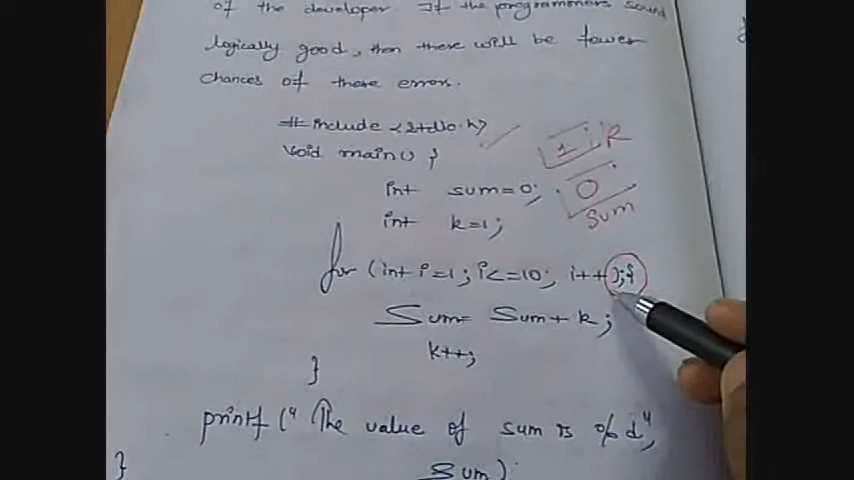 of the developer If the programmers sound
logically good, then there will be fewer
chances of these errors.
# include <stdio.h>
void main() {
int sum=0;
int k=1;
1 k
0
sum
for (int i=1; i<=10; i++);{
Sum= Sum+ k;
k++;
}
printf (" The value of sum is %d",
Sum)
}